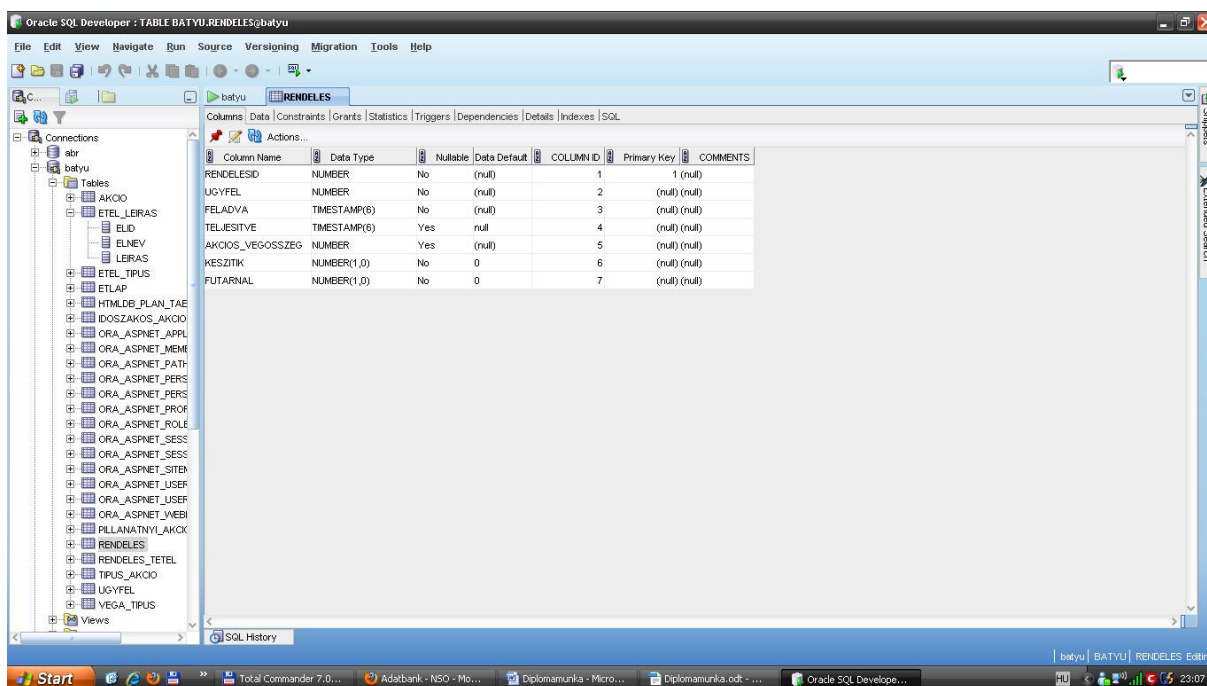 Oracle SQL Developer : TABLE BATYU.RENDELES@batyu
File Edit View Navigate Run Source Versioning Migration Tools Help
C...
batyu RENDELES
Columns Data Constraints Grants Statistics Triggers Dependencies Details Indexes SQL
Actions...
Connections
abr
batyu
Tables
AKCIO
ETEL_LEIRAS
ELID
ELNEV
LEIRAS
ETEL_TIPUS
ETLAP
HTMLDB_PLAN_TAE
IDOSZAKOS_AKCIO
ORA_ASPNET_APPL
ORA_ASPNET_MEME
ORA_ASPNET_PATH
ORA_ASPNET_PERS
ORA_ASPNET_PERS
ORA_ASPNET_PROF
ORA_ASPNET_ROLE
ORA_ASPNET_SESS
ORA_ASPNET_SESS
ORA_ASPNET_SITEM
ORA_ASPNET_USER
ORA_ASPNET_USER
ORA_ASPNET_WEBE
PILLANATNYI_AKCIO
RENDELES
RENDELES_TETEL
TIPUS_AKCIO
UGYFEL
VEGA_TIPUS
Views
Column Name Data Type Nullable Data Default COLUMN ID Primary Key COMMENTS
RENDELESID NUMBER No (null) 1 1 (null)
UGYFEL NUMBER No (null) 2 (null) (null)
FELADVA TIMESTAMP(6) No (null) 3 (null) (null)
TELJESITVE TIMESTAMP(6) Yes null 4 (null) (null)
AKCIOS_VEGOSSZEG NUMBER Yes (null) 5 (null) (null)
KESZITIK NUMBER(1,0) No 0 6 (null) (null)
FUTARNAL NUMBER(1,0) No 0 7 (null) (null)
Snippets
Extended Search
SQL History
batyu BATYU RENDELES Editin
Start Total Commander 7.0... Adatbank - NSO - Mo... Diplomamunka - Micro... Diplomamunka.odt - ... Oracle SQL Develope... HU 23:07